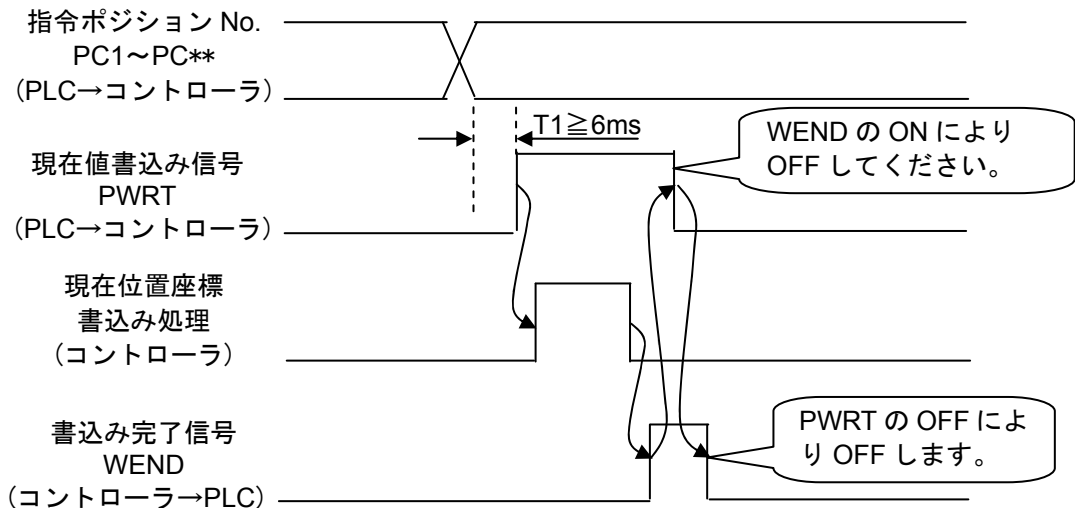 指令ポジション No.
PC1～PC**
(PLC→コントローラ)
T1≧6ms
WEND の ON により
OFF してください。
現在値書込み信号
PWRT
(PLC→コントローラ)
現在位置座標
書込み処理
(コントローラ)
PWRT の OFF によ
り OFF します。
書込み完了信号
WEND
(コントローラ→PLC)